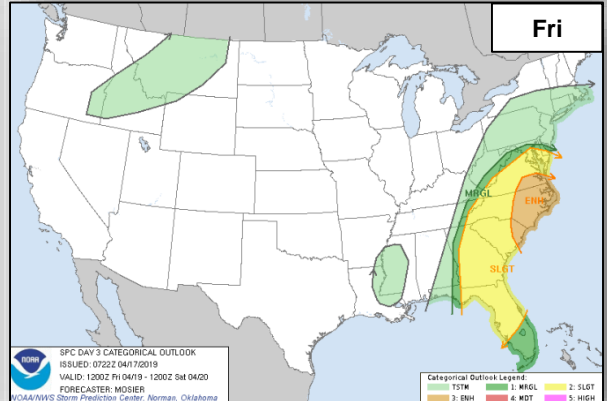 Fri
MRGL
ENH
SLGT
NOAA
SPC DAY 3 CATEGORICAL OUTLOOK
ISSUED: 0722Z 04/17/2019
VALID: 1200Z Fri 04/19 - 1200Z Sat 04/20
FORECASTER: MOSIER
NOAA/NWS Storm Prediction Center, Norman, Oklahoma
Categorical Outlook Legend:
TSTM 1: MRGL 2: SLGT
3: ENH 4: MDT 5: HIGH